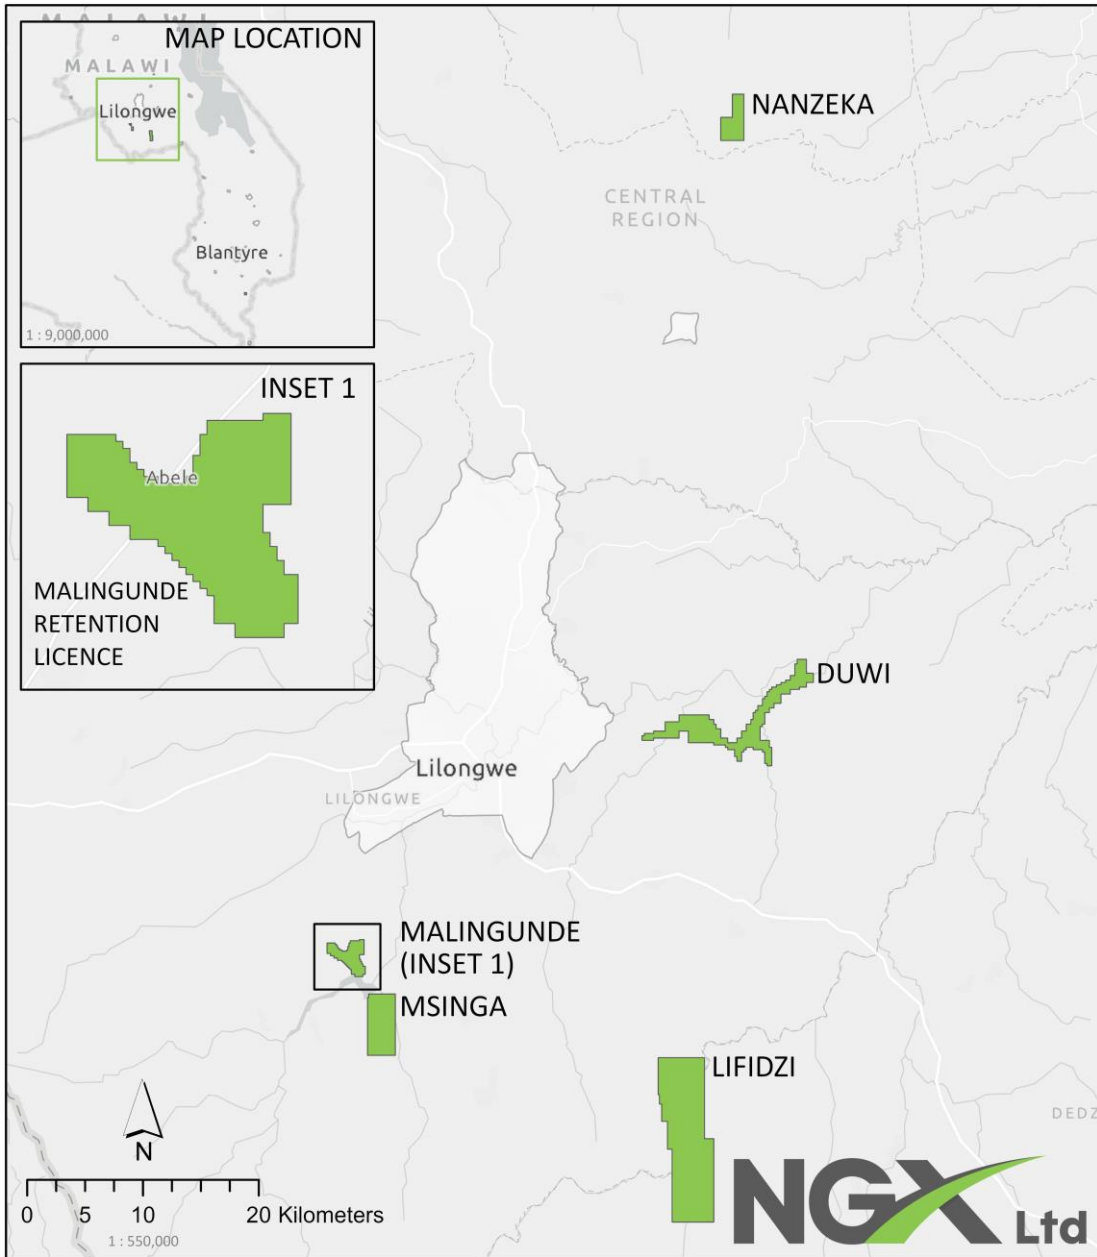 MALAWI
MAP LOCATION
MALAWI
Lilongwe
Blantyre
1 : 9,000,000
NANZEKA
CENTRAL
REGION
INSET 1
Abele
MALINGUNDE
RETENTION
LICENCE
DUWI
Lilongwe
LILONGWE
MALINGUNDE
(INSET 1)
MSINGA
LIFIDZI
DEDZ
N
0 5 10 20 Kilometers
1 : 550,000
NGX Ltd